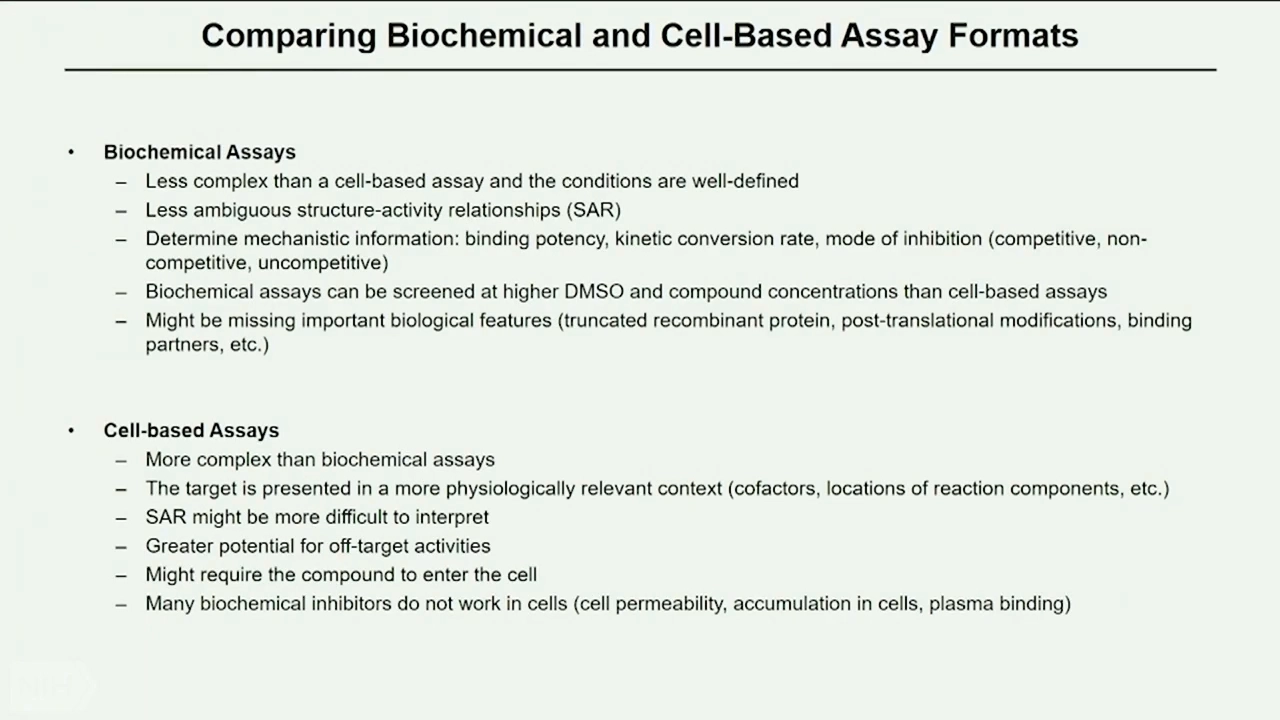 Comparing Biochemical and Cell-Based Assay Formats
• Biochemical Assays
– Less complex than a cell-based assay and the conditions are well-defined
– Less ambiguous structure-activity relationships (SAR)
– Determine mechanistic information: binding potency, kinetic conversion rate, mode of inhibition (competitive, non-
competitive, uncompetitive)
– Biochemical assays can be screened at higher DMSO and compound concentrations than cell-based assays
– Might be missing important biological features (truncated recombinant protein, post-translational modifications, binding
partners, etc.)
• Cell-based Assays
– More complex than biochemical assays
– The target is presented in a more physiologically relevant context (cofactors, locations of reaction components, etc.)
– SAR might be more difficult to interpret
– Greater potential for off-target activities
– Might require the compound to enter the cell
– Many biochemical inhibitors do not work in cells (cell permeability, accumulation in cells, plasma binding)
NIH